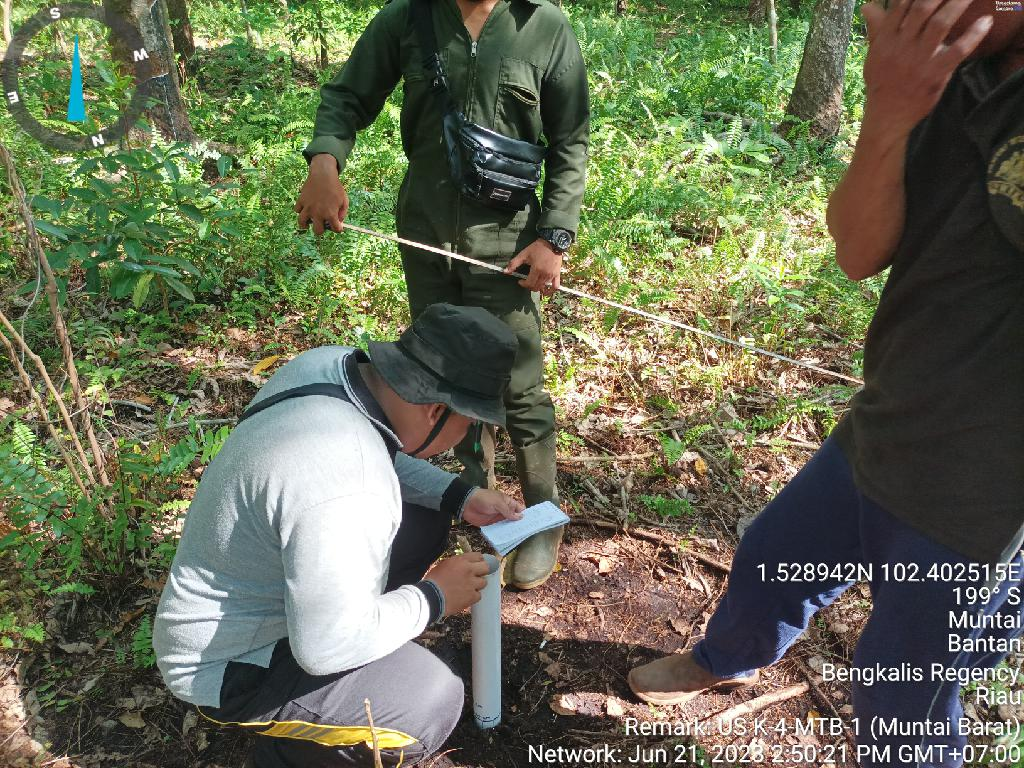 S
W
E
N
1.528942N 102.402515E
199° S
Muntai
Bantan
Bengkalis Regency
Riau
Remark: US-K-4-MTB-1 (Muntai Barat)
Network: Jun 21, 2023 2:50:21 PM GMT+07:00